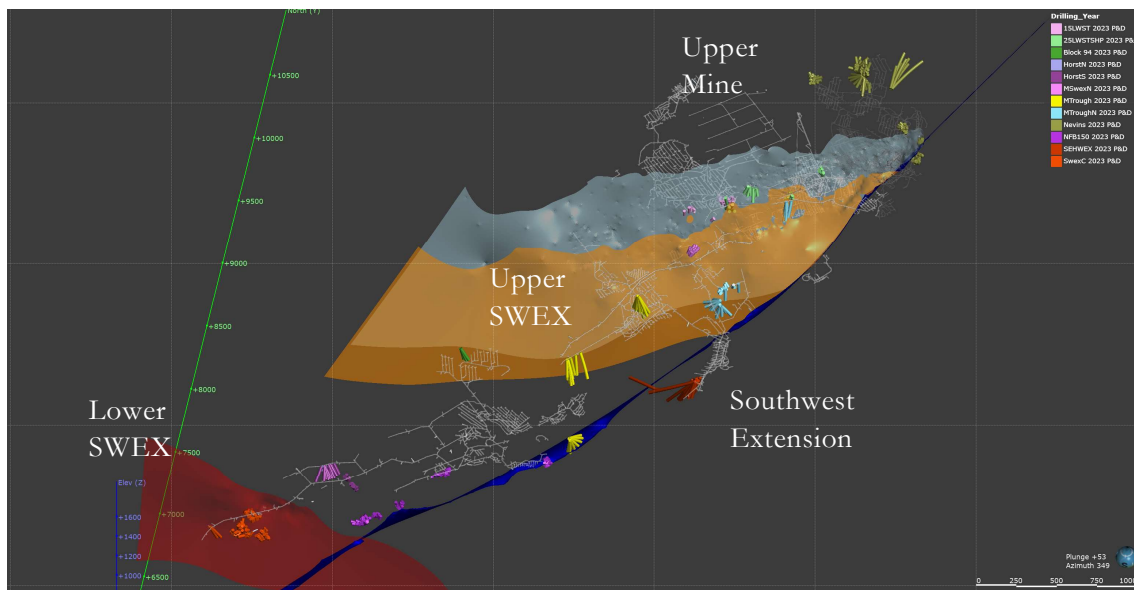 North (Y)
+10500
+10000
+9500
+9000
+8500
+8000
+7500
+7000
+6500
Elev (Z)
+1600
+1400
+1200
+1000
Upper
Mine
Upper
SWEX
Lower
SWEX
Southwest
Extension
Drilling_Year
15LWST 2023 P&D
25LWSTSHP 2023 P&
Block 94 2023 P&D
HorstN 2023 P&D
HorstS 2023 P&D
MSwexN 2023 P&D
MTrough 2023 P&D
MTroughN 2023 P&D
Nevins 2023 P&D
NFB150 2023 P&D
SEHWEX 2023 P&D
SwexC 2023 P&D
Plunge +53
Azimuth 349
0 250 500 750 1000